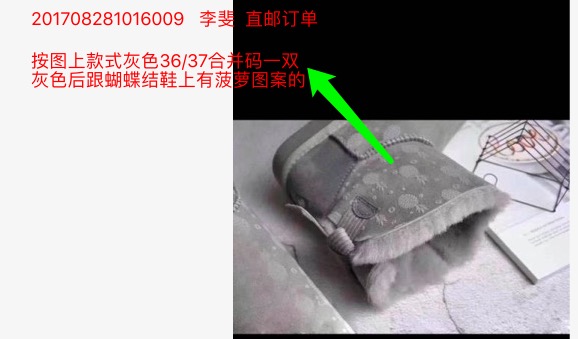 201708281016009 李斐 直邮订单
按图上款式灰色36/37合并码一双
灰色后跟蝴蝶结鞋上有菠萝图案的